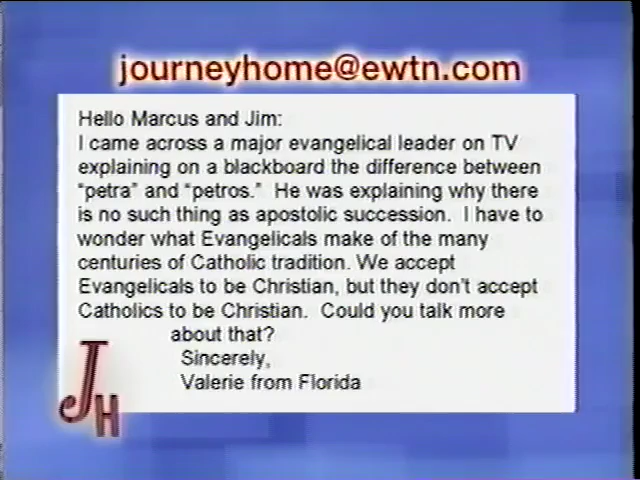 journeyhome@ewtn.com
Hello Marcus and Jim:
I came across a major evangelical leader on TV
explaining on a blackboard the difference between
“petra” and “petros.”  He was explaining why there
is no such thing as apostolic succession.  I have to
wonder what Evangelicals make of the many
centuries of Catholic tradition. We accept
Evangelicals to be Christian, but they don’t accept
Catholics to be Christian.  Could you talk more
about that?
Sincerely,
Valerie from Florida
JH